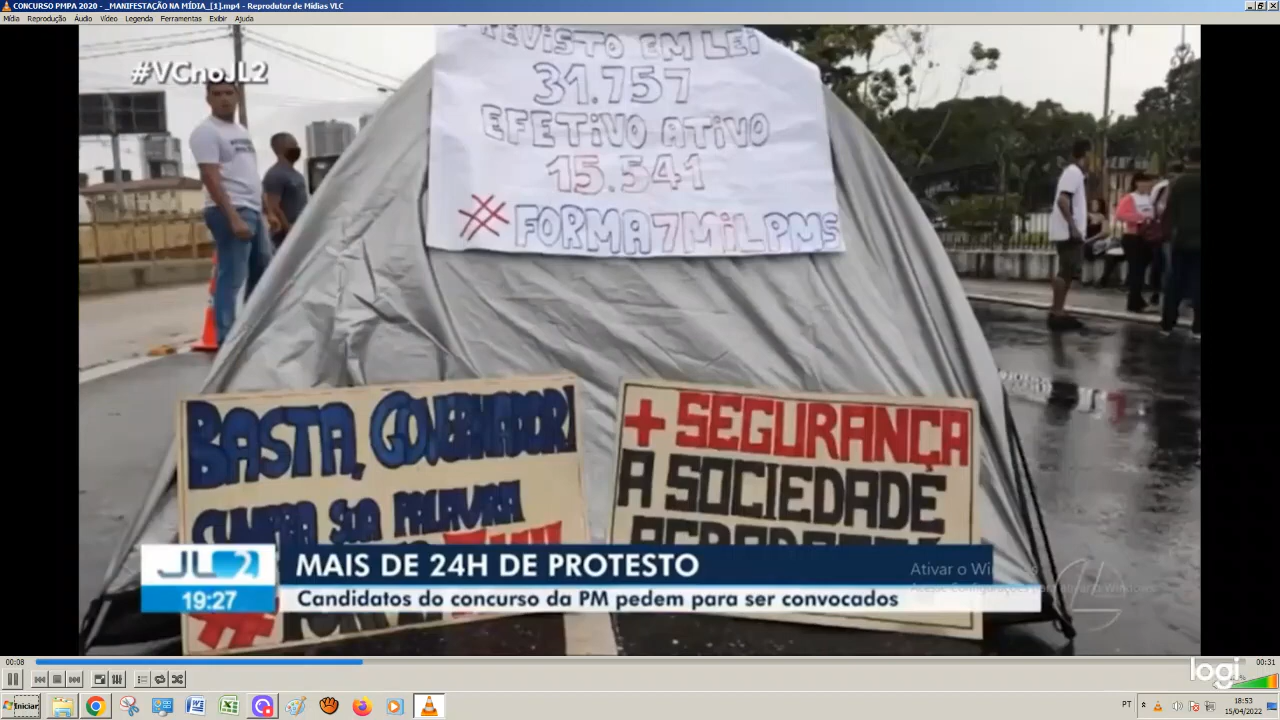 CONCURSO PMPA 2020 - _MANIFESTAÇÃO NA MÍDIA_[1].mp4 - Reprodutor de Mídias VLC
Mídia Reprodução Áudio Vídeo Legenda Ferramentas Exibir Ajuda
#VCnoJL2
PREVISTO EM LEI
31.757
EFETIVO ATIVO
15.541
#FORMA7MILPMS
BASTA, GOVERNADOR!
CUMPRA SUA PALAVRA
+ SEGURANÇA
A SOCIEDADE
JL2
MAIS DE 24H DE PROTESTO
Ativar o Wi
19:27
Candidatos do concurso da PM pedem para ser convocados
00:08
00:31
logi
Iniciar
PT
18:53
15/04/2022